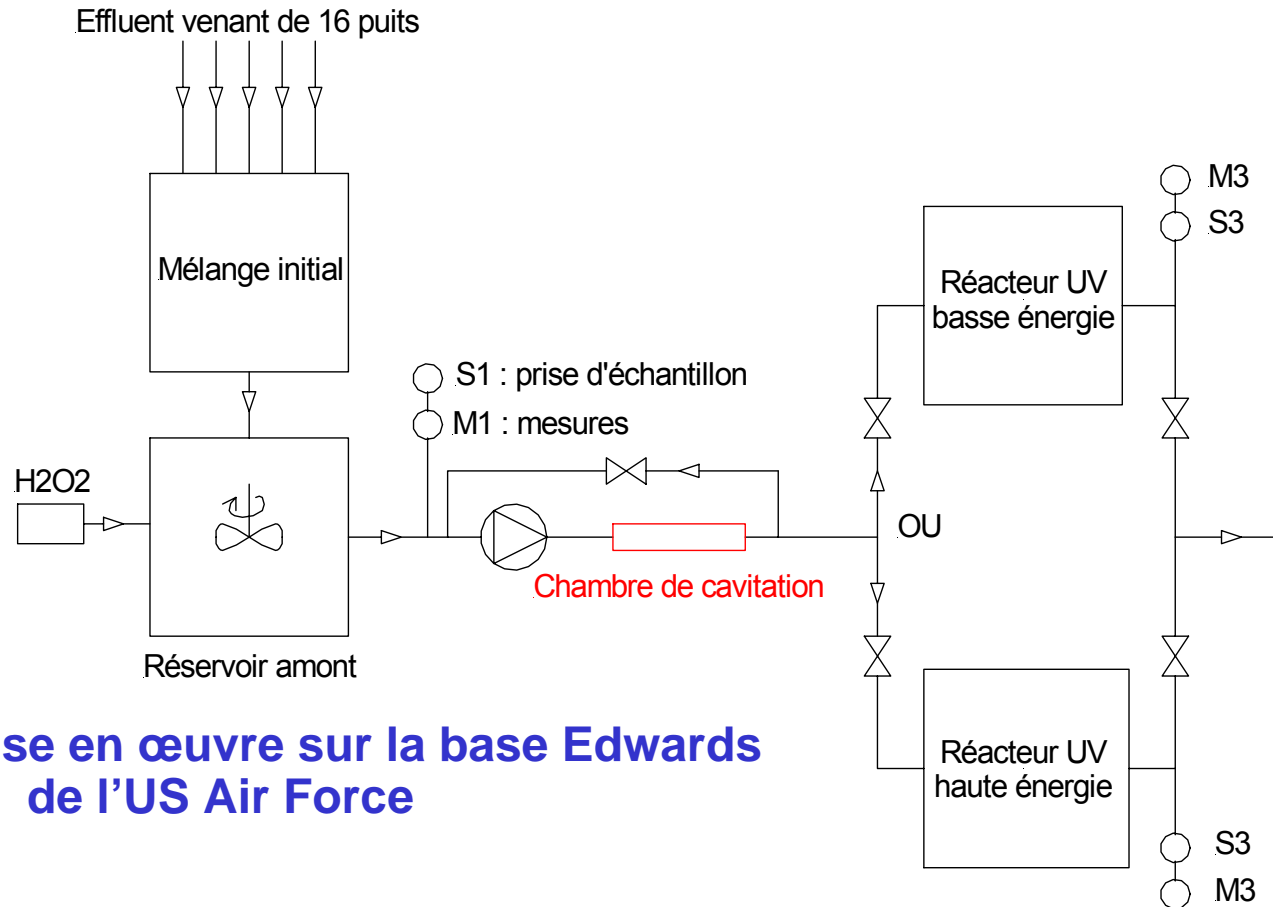 Effluent venant de 16 puits
Mélange initial
H2O2
Réservoir amont
S1 : prise d'échantillon
M1 : mesures
Chambre de cavitation
OU
Réacteur UV
basse énergie
M3
S3
Réacteur UV
haute énergie
S3
M3
se en œuvre sur la base Edwards
de l’US Air Force